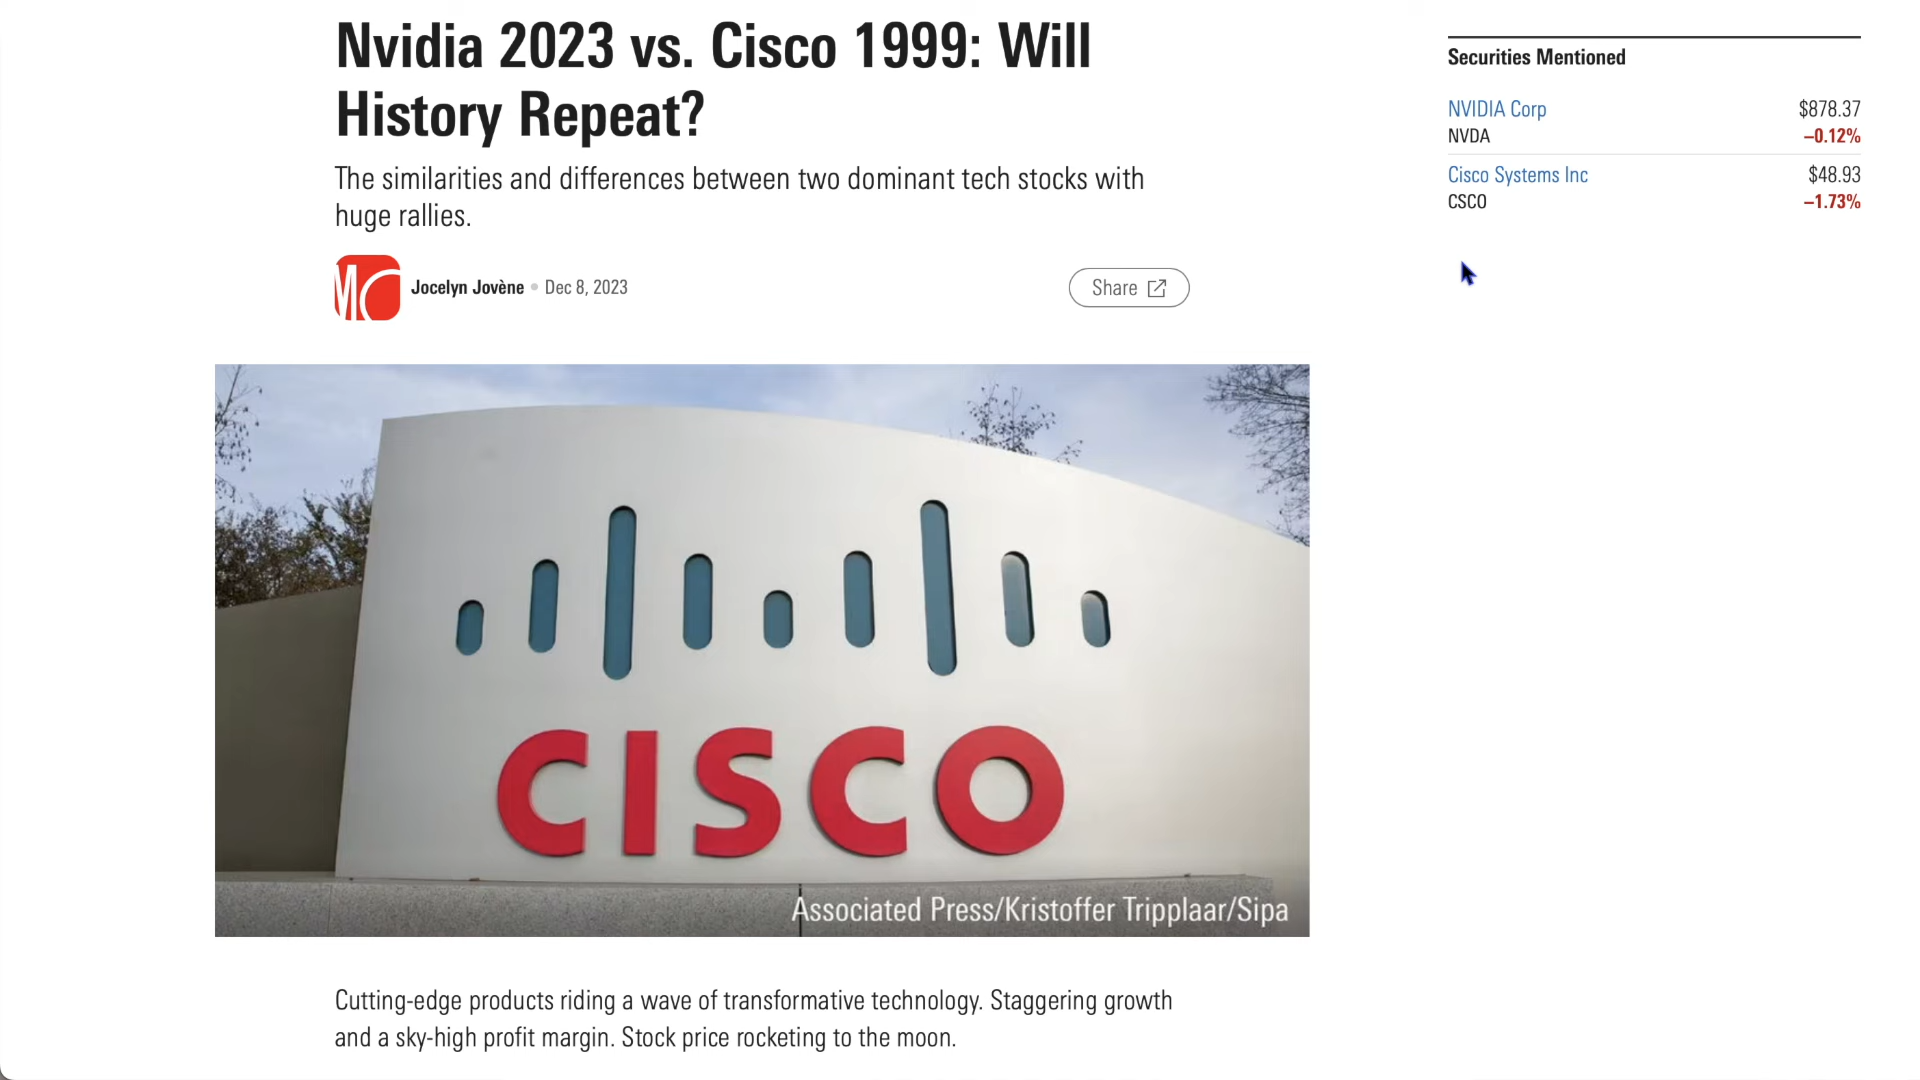 Nvidia 2023 vs. Cisco 1999: Will
History Repeat?
The similarities and differences between two dominant tech stocks with
huge rallies.
Jocelyn Jovène • Dec 8, 2023
Share
CISCO
Associated Press/Kristoffer Tripplaar/Sipa
Cutting-edge products riding a wave of transformative technology. Staggering growth
and a sky-high profit margin. Stock price rocketing to the moon.
Securities Mentioned
NVIDIA Corp $878.37
NVDA –0.12%
Cisco Systems Inc $48.93
CSCO –1.73%